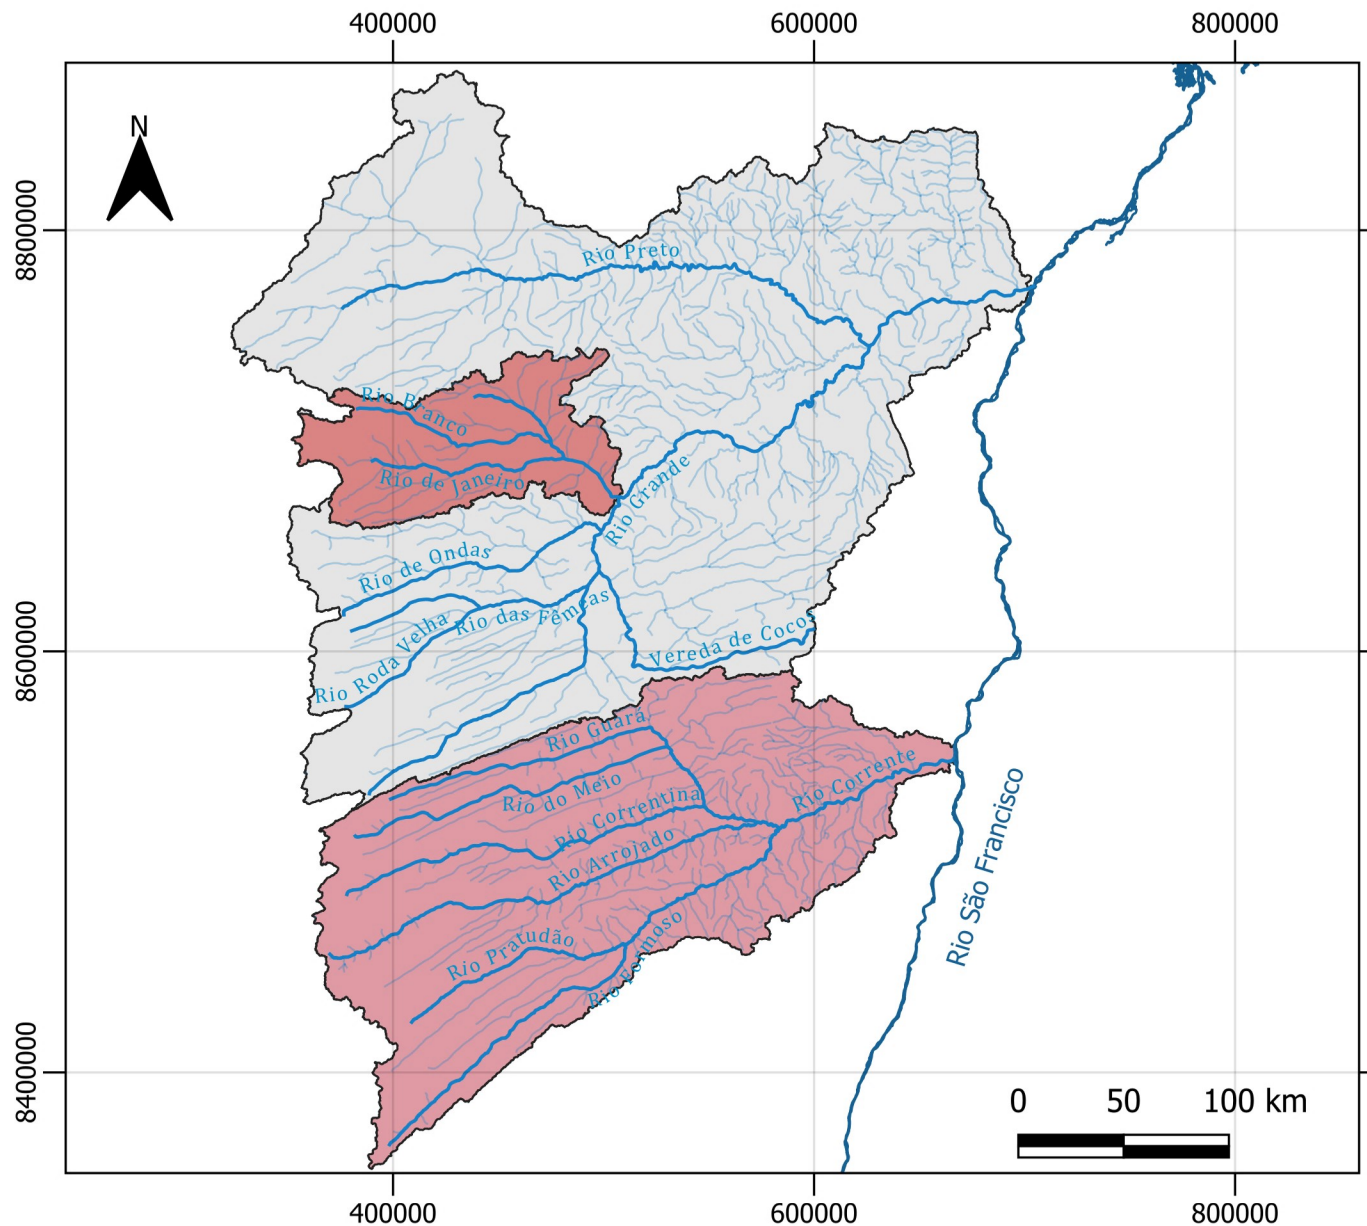 400000 600000 800000
N
8800000
Rio Preto
Rio Branco
Rio de Janeiro
Rio Grande
Rio de Ondas
Rio das Fêmeas
Rio Roda Velha
8600000
Vereda de Cocos
Rio Guará
Rio do Meio
Rio Corrente
Rio Correntina
Rio Arrojado
Rio São Francisco
Rio Pratudão
Rio Formoso
8400000
0 50 100 km
400000 600000 800000